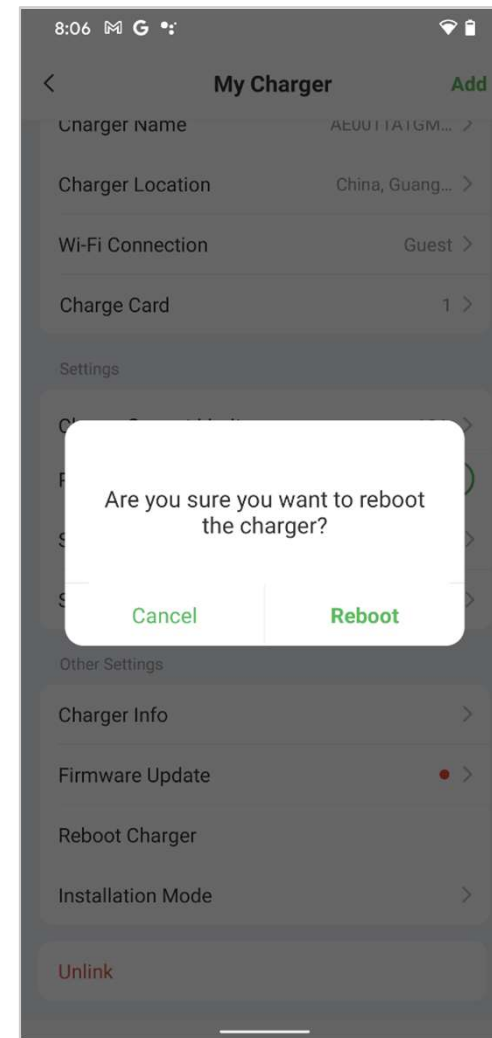 8:06 G
My Charger
Add
Charger Name AE0011A1GM...
Charger Location China, Guang...
Wi-Fi Connection Guest
Charge Card 1
Settings
Are you sure you want to reboot
the charger?
Cancel Reboot
Other Settings
Charger Info
Firmware Update
Reboot Charger
Installation Mode
Unlink